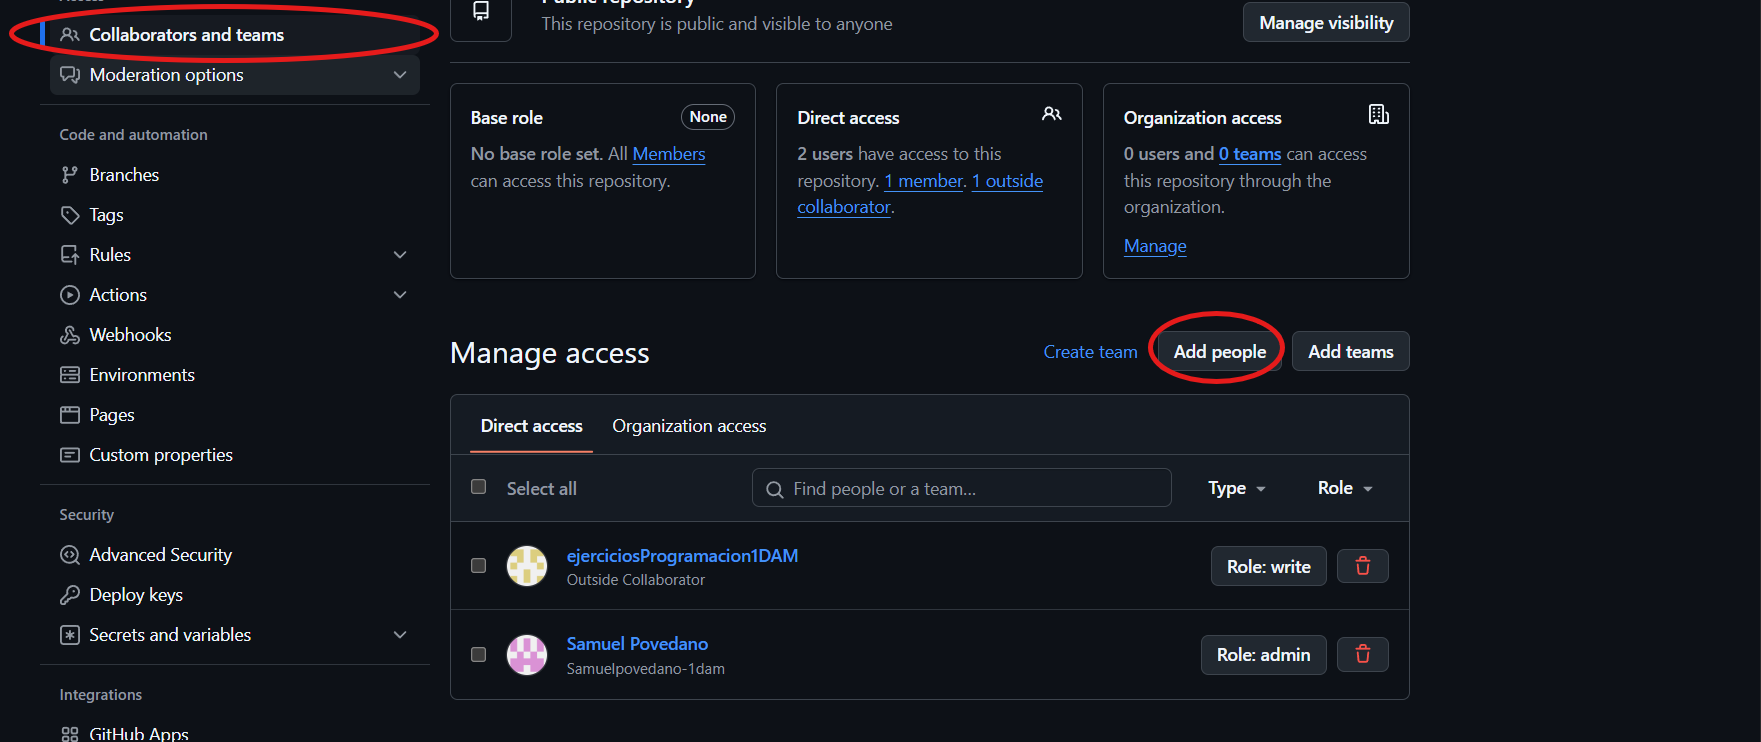 Collaborators and teams
Moderation options
Code and automation
Branches
Tags
Rules
Actions
Webhooks
Environments
Pages
Custom properties
Security
Advanced Security
Deploy keys
Secrets and variables
Integrations
GitHub Apps
Public repository
This repository is public and visible to anyone
Manage visibility
Base role
None
No base role set. All Members
can access this repository.
Direct access
2 users have access to this
repository. 1 member. 1 outside
collaborator.
Organization access
0 users and 0 teams can access
this repository through the
organization.
Manage
Manage access
Create team
Add people
Add teams
Direct access
Organization access
Select all
Find people or a team...
Type
Role
ejerciciosProgramacion1DAM
Outside Collaborator
Role: write
Samuel Povedano
Samuelpovedano-1dam
Role: admin